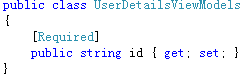 public class UserDetailsViewModels
{
    [Required]
    public string id { get; set; }
}